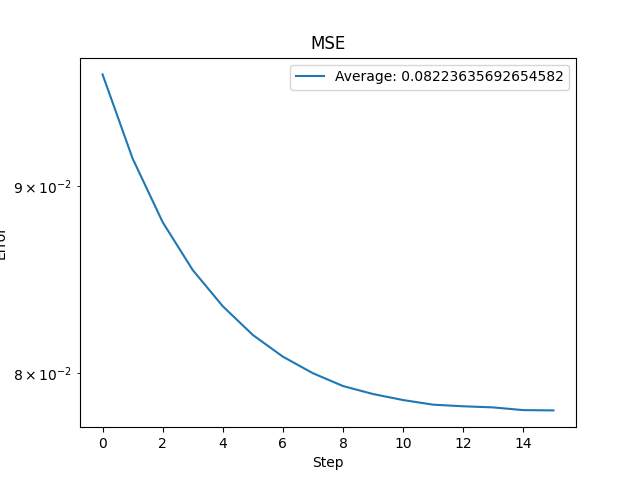 MSE
Average: 0.08223635692654582
9 × 10⁻²
Error
8 × 10⁻²
0 2 4 6 8 10 12 14
Step